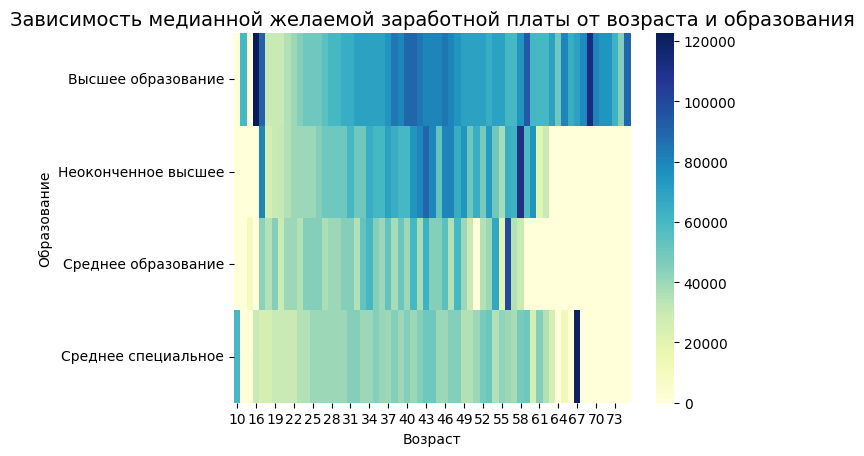 Зависимость медианной желаемой заработной платы от возраста и образования
Образование
Высшее образование
Неоконченное высшее
Среднее образование
Среднее специальное
10 16 19 22 25 28 31 34 37 40 43 46 49 52 55 58 61 64 67 70 73
Возраст
120000
100000
80000
60000
40000
20000
0